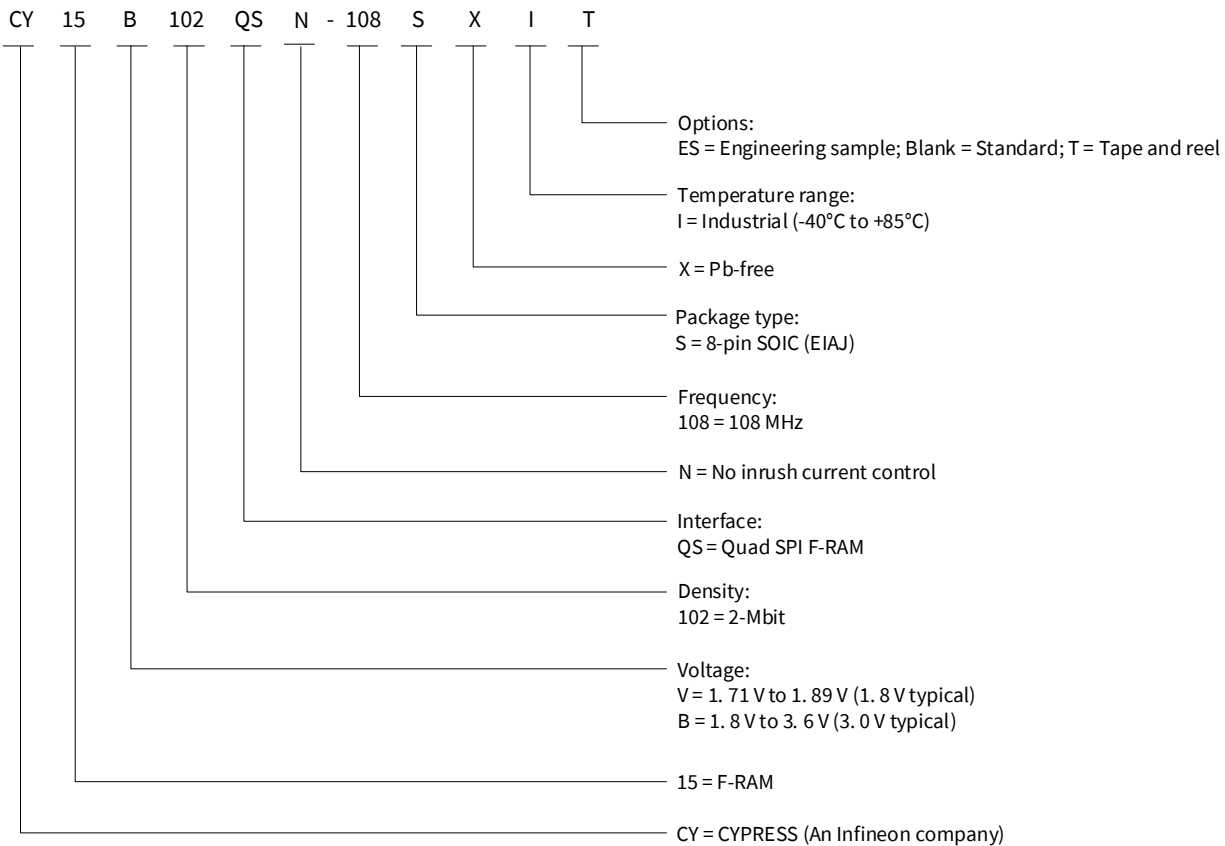 CY 15 B 102 QS N - 108 S X I T
Options:
ES = Engineering sample; Blank = Standard; T = Tape and reel
Temperature range:
I = Industrial (-40°C to +85°C)
X = Pb-free
Package type:
S = 8-pin SOIC (EIAJ)
Frequency:
108 = 108 MHz
N = No inrush current control
Interface:
QS = Quad SPI F-RAM
Density:
102 = 2-Mbit
Voltage:
V = 1. 71 V to 1. 89 V (1. 8 V typical)
B = 1. 8 V to 3. 6 V (3. 0 V typical)
15 = F-RAM
CY = CYPRESS (An Infineon company)